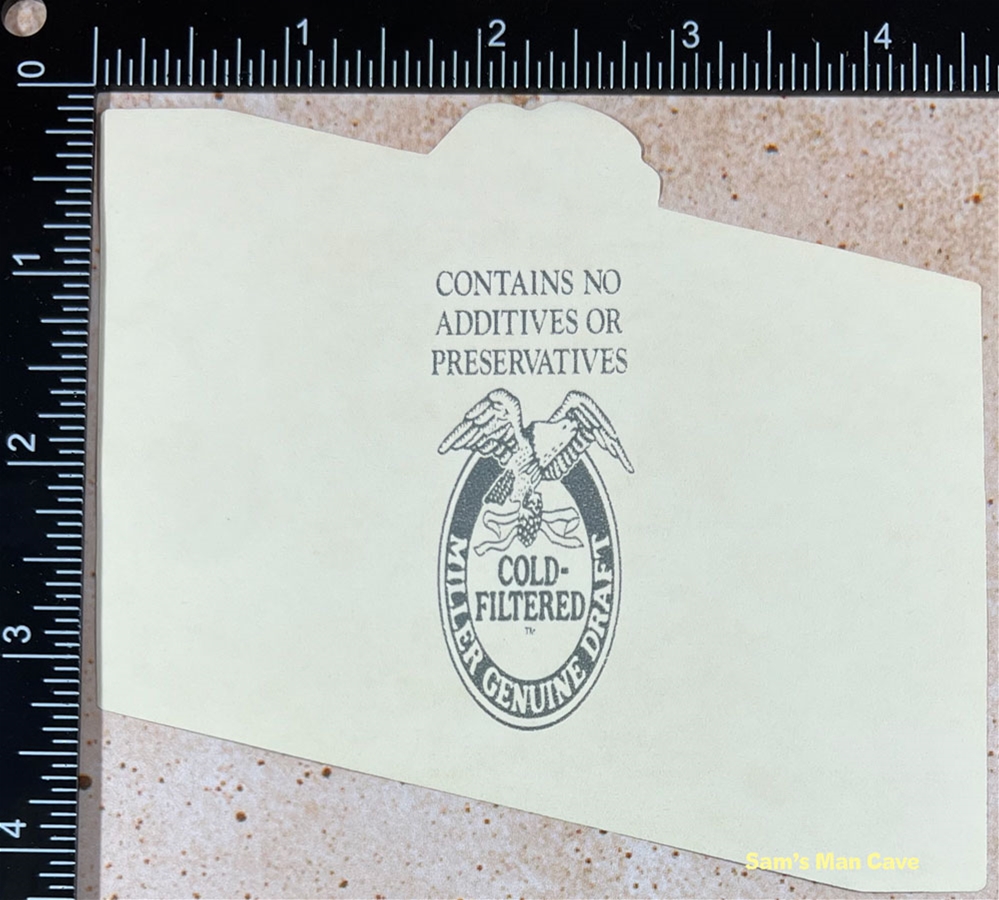 1 2 3 4
0
1
2
3
4
CONTAINS NO
ADDITIVES OR
PRESERVATIVES
COLD-
FILTERED
TM
MILLER GENUINE DRAFT
Sam's Man Cave